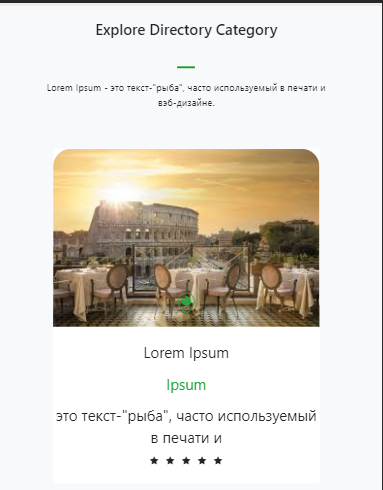 Explore Directory Category
Lorem Ipsum - это текст-"рыба", часто используемый в печати и
вэб-дизайне.
Lorem Ipsum
Ipsum
это текст-"рыба", часто используемый
в печати и